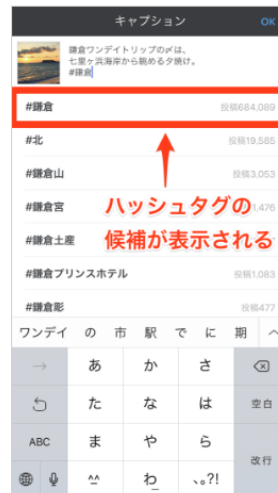 キャプション OK
鎌倉ワンデイトリップの〆は、
七里ヶ浜海岸から眺める夕焼け。
#鎌倉
#鎌倉 投稿684,089
#北 投稿19,585
#鎌倉山 投稿3,053
#鎌倉宮 1,476
ハッシュタグの
#鎌倉土産
候補が表示される
#鎌倉プリンスホテル 投稿1,083
#鎌倉彫 投稿477
ワンデイ の 市 駅 で に 期
→ あ か さ
た な は 空白
ABC ま や ら
改行
^^ わ 、。?!